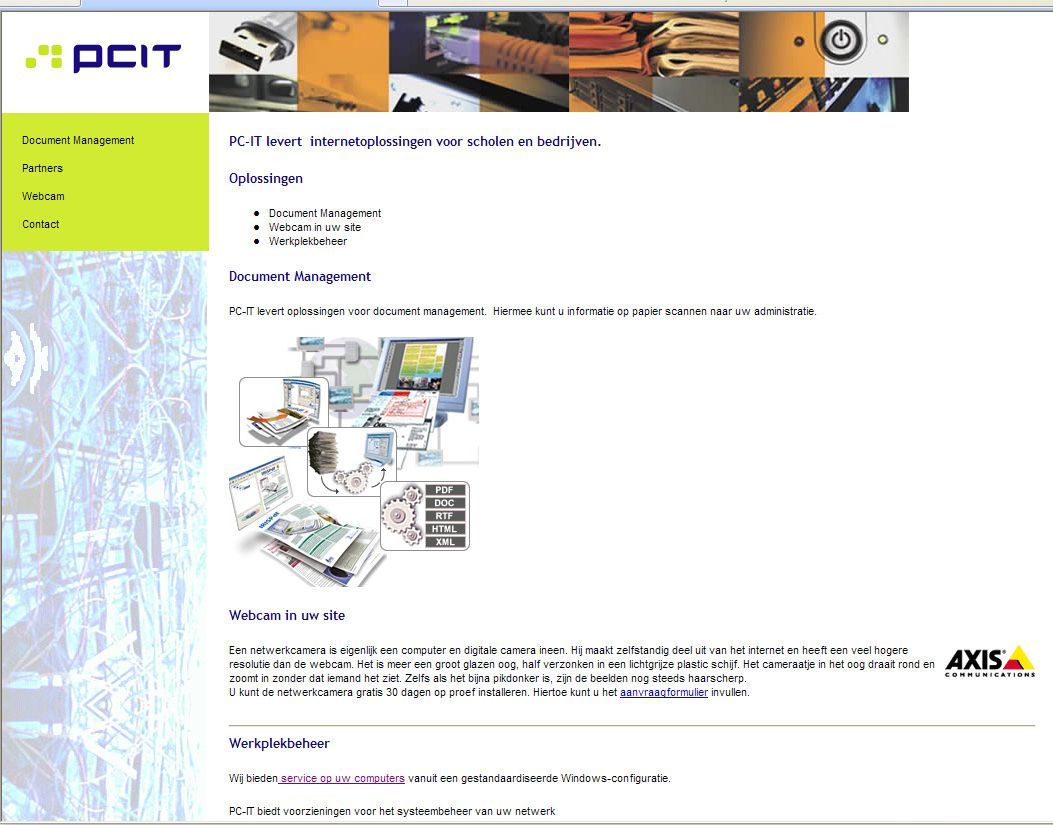 PCIT
Document Management
Partners
Webcam
Contact
PC-IT levert internetoplossingen voor scholen en bedrijven.
Oplossingen
Document Management
Webcam in uw site
Werkplekbeheer
Document Management
PC-IT levert oplossingen voor document management. Hiermee kunt u informatie op papier scannen naar uw administratie.
PDF
DOC
RTF
HTML
XML
Webcam in uw site
Een netwerkcamera is eigenlijk een computer en digitale camera ineen. Hij maakt zelfstandig deel uit van het internet en heeft een veel hogere
resolutie dan de webcam. Het is meer een groot glazen oog, half verzonken in een lichtgrijze plastic schijf. Het cameraatje in het oog draait rond en
zoomt in zonder dat iemand het ziet. Zelfs als het bijna pikdonker is, zijn de beelden nog steeds haarscherp.
U kunt de netwerkcamera gratis 30 dagen op proef installeren. Hiertoe kunt u het aanvraagformulier invullen.
AXIS
COMMUNICATIONS
Werkplekbeheer
Wij bieden service op uw computers vanuit een gestandaardiseerde Windows-configuratie.
PC-IT biedt voorzieningen voor het systeembeheer van uw netwerk